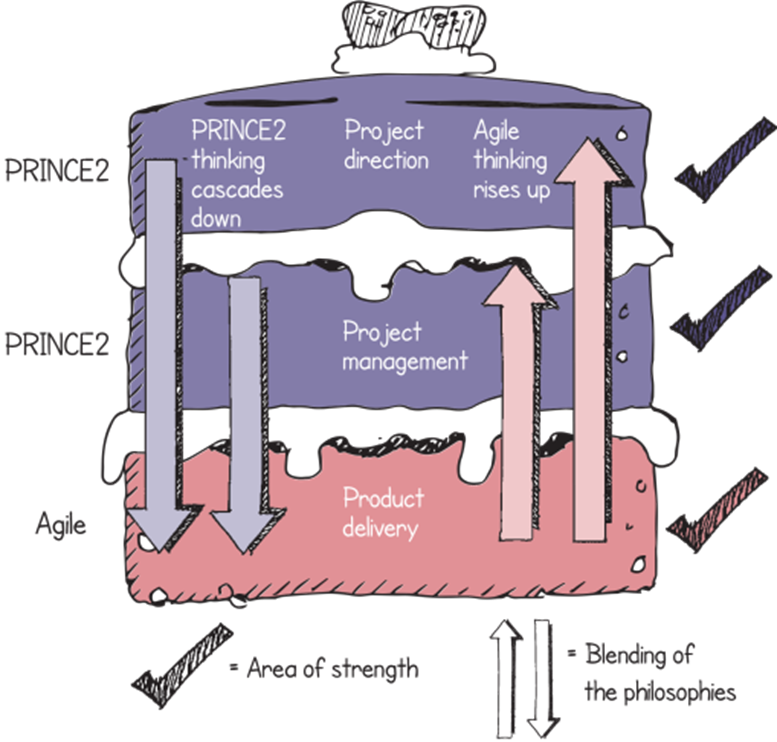 PRINCE2
PRINCE2
thinking
cascades
down
Project
direction
Agile
thinking
rises up
PRINCE2
Project
management
Agile
Product
delivery
= Area of strength
= Blending of
the philosophies